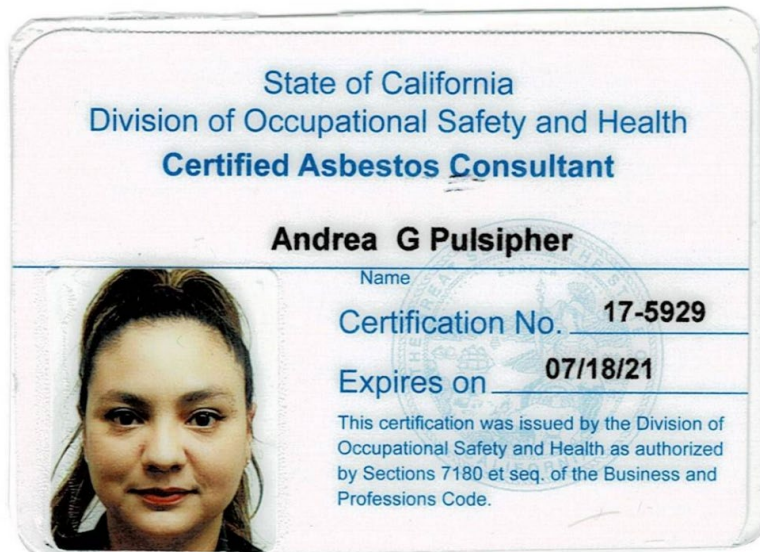 State of California
Division of Occupational Safety and Health
Certified Asbestos Consultant
Andrea G Pulsipher
Name
Certification No. 17-5929
Expires on 07/18/21
This certification was issued by the Division of
Occupational Safety and Health as authorized
by Sections 7180 et seq. of the Business and
Professions Code.